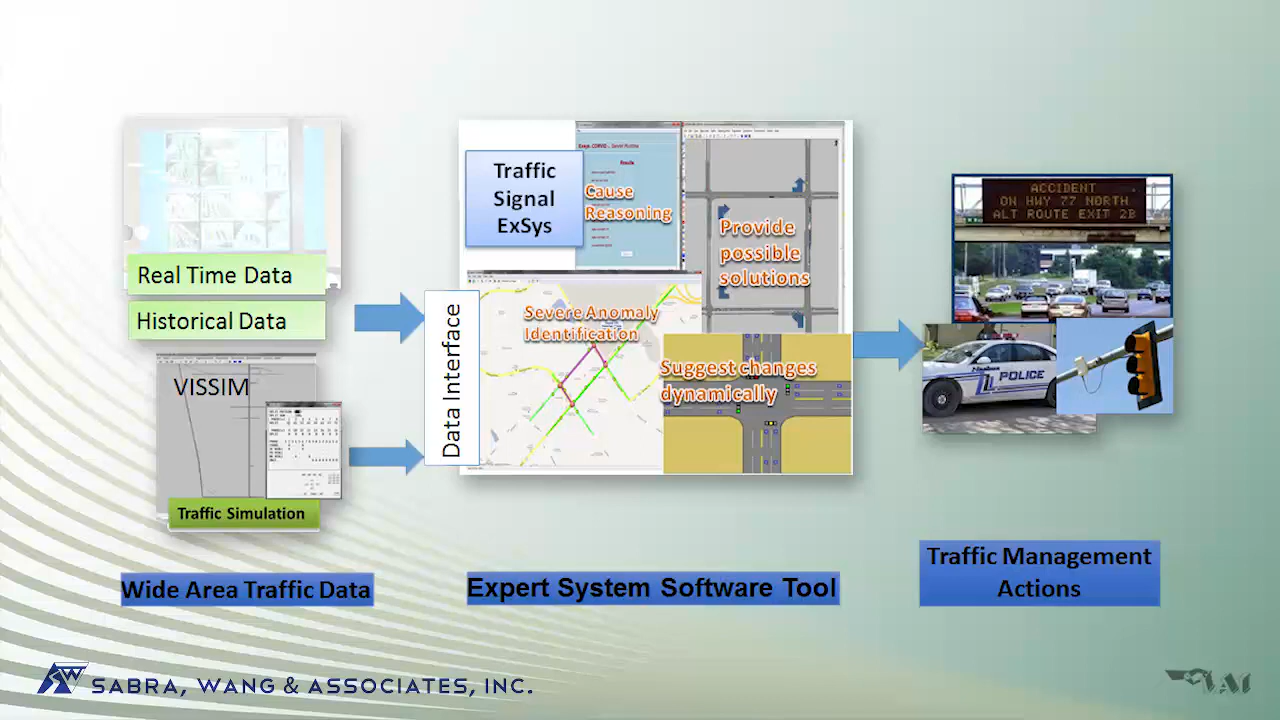 Real Time Data
Historical Data
VISSIM
Traffic Simulation
Wide Area Traffic Data
Data Interface
Traffic
Signal
ExSys
Results
Cause
Reasoning
Provide
possible
solutions
Severe Anomaly
Identification
Suggest changes
dynamically
Expert System Software Tool
ACCIDENT
ON HWY 77 NORTH
ALT ROUTE EXIT 2B
POLICE
Traffic Management
Actions
SABRA, WANG & ASSOCIATES, INC.